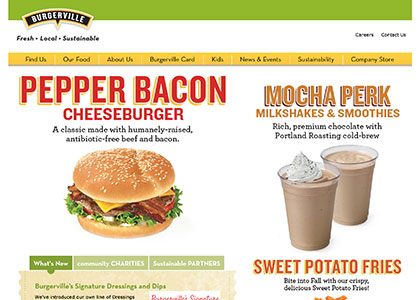 BURGERVILLE
Fresh • Local • Sustainable
Careers Contact Us
Find Us Our Food About Us Burgerville Card Kids News & Events Sustainability Company Store
PEPPER BACON
CHEESEBURGER
A classic made with humanely-raised,
antibiotic-free beef and bacon.
MOCHA PERK
MILKSHAKES & SMOOTHIES
Rich, premium chocolate with
Portland Roasting cold-brew
SWEET POTATO FRIES
Bite into Fall with our crispy,
delicious Sweet Potato Fries!
What's New community CHARITIES Sustainable PARTNERS
Burgerville's Signature Dressings and Dips
We've introduced our own line of Dressings
Burgerville's Signature